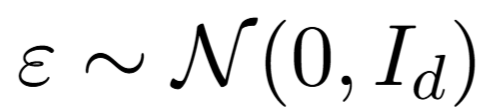 ε ∼ 𝒩(0, I_d)